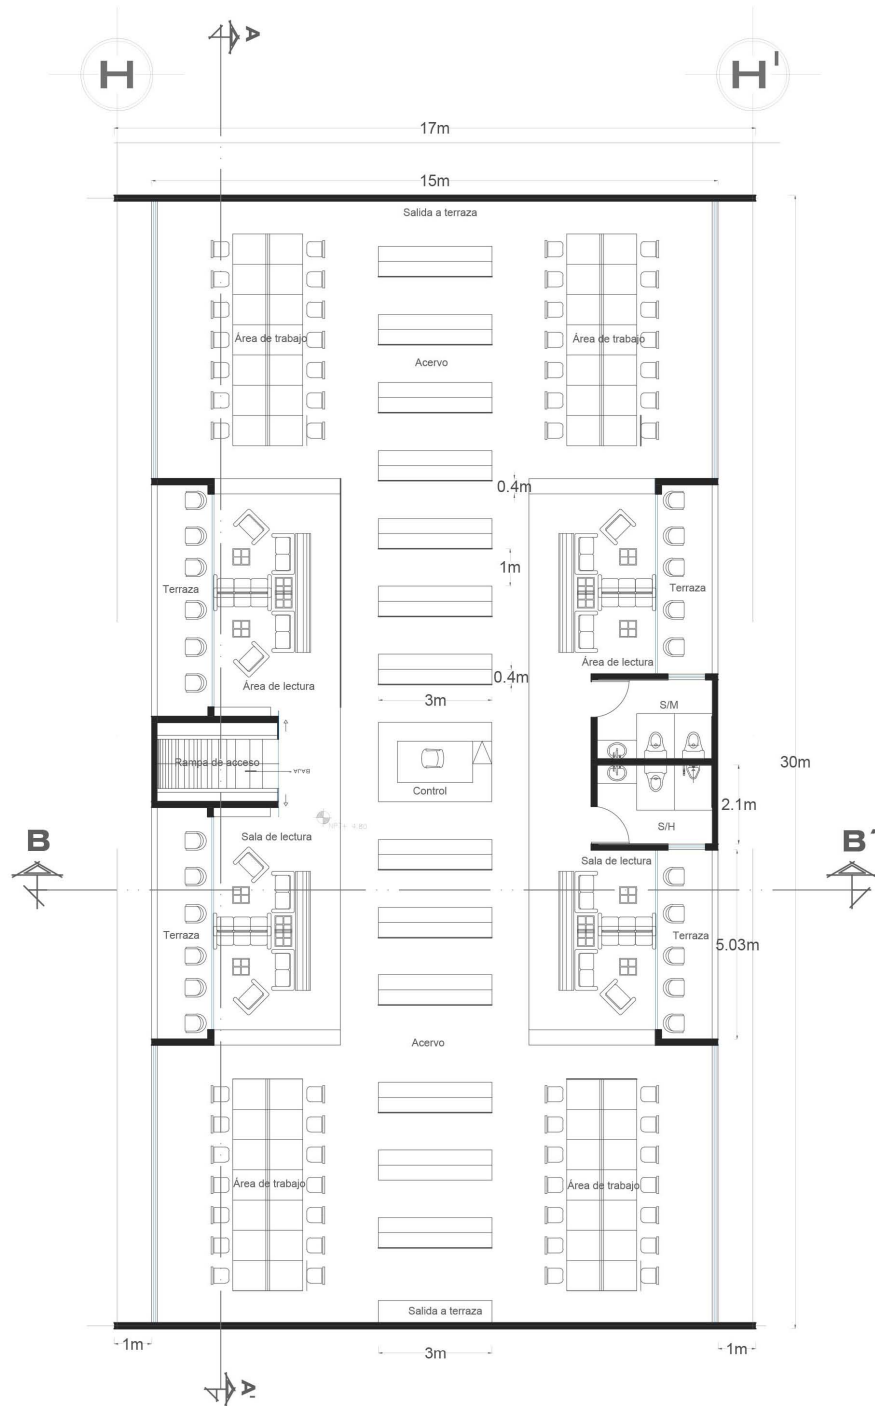 A
H
H'
17m
15m
Salida a terraza
Área de trabajo
Área de trabajo
Acervo
0.4m
1m
Terraza
Terraza
Área de lectura
Área de lectura
0.4m
3m
S/M
Rampa de acceso
BAJA
30m
Control
2.1m
S/H
B
B'
Sala de lectura
Sala de lectura
Terraza
Terraza
5.03m
Acervo
Área de trabajo
Área de trabajo
Salida a terraza
1m
3m
1m
A'